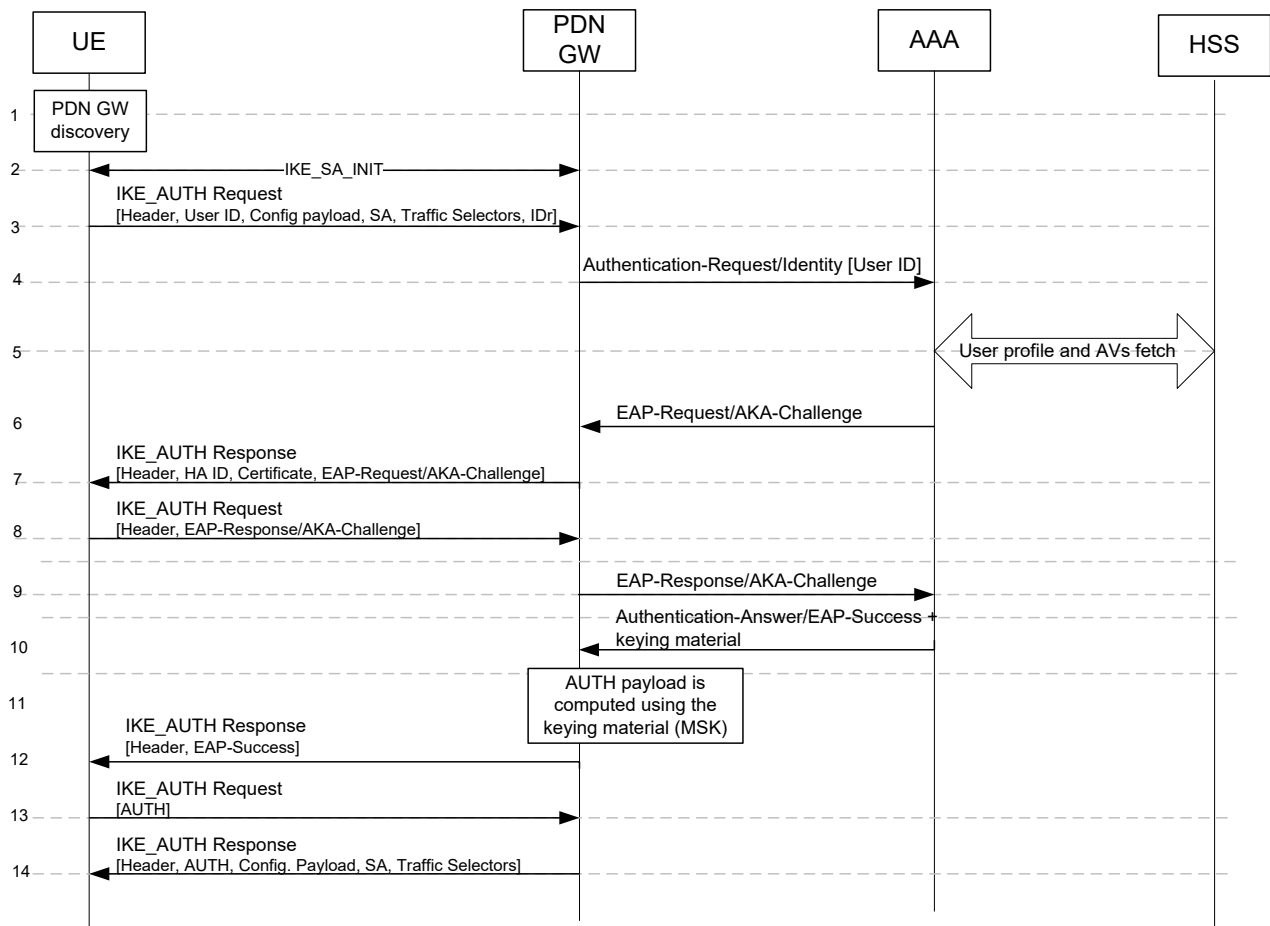 UE
PDN
GW
AAA
HSS
1
PDN GW
discovery
2
IKE_SA_INIT
IKE_AUTH Request
[Header, User ID, Config payload, SA, Traffic Selectors, IDr]
3
Authentication-Request/Identity [User ID]
4
5
User profile and AVs fetch
6
EAP-Request/AKA-Challenge
IKE_AUTH Response
[Header, HA ID, Certificate, EAP-Request/AKA-Challenge]
7
IKE_AUTH Request
[Header, EAP-Response/AKA-Challenge]
8
EAP-Response/AKA-Challenge
9
Authentication-Answer/EAP-Success +
keying material
10
AUTH payload is
computed using the
keying material (MSK)
11
IKE_AUTH Response
[Header, EAP-Success]
12
IKE_AUTH Request
[AUTH]
13
IKE_AUTH Response
[Header, AUTH, Config. Payload, SA, Traffic Selectors]
14